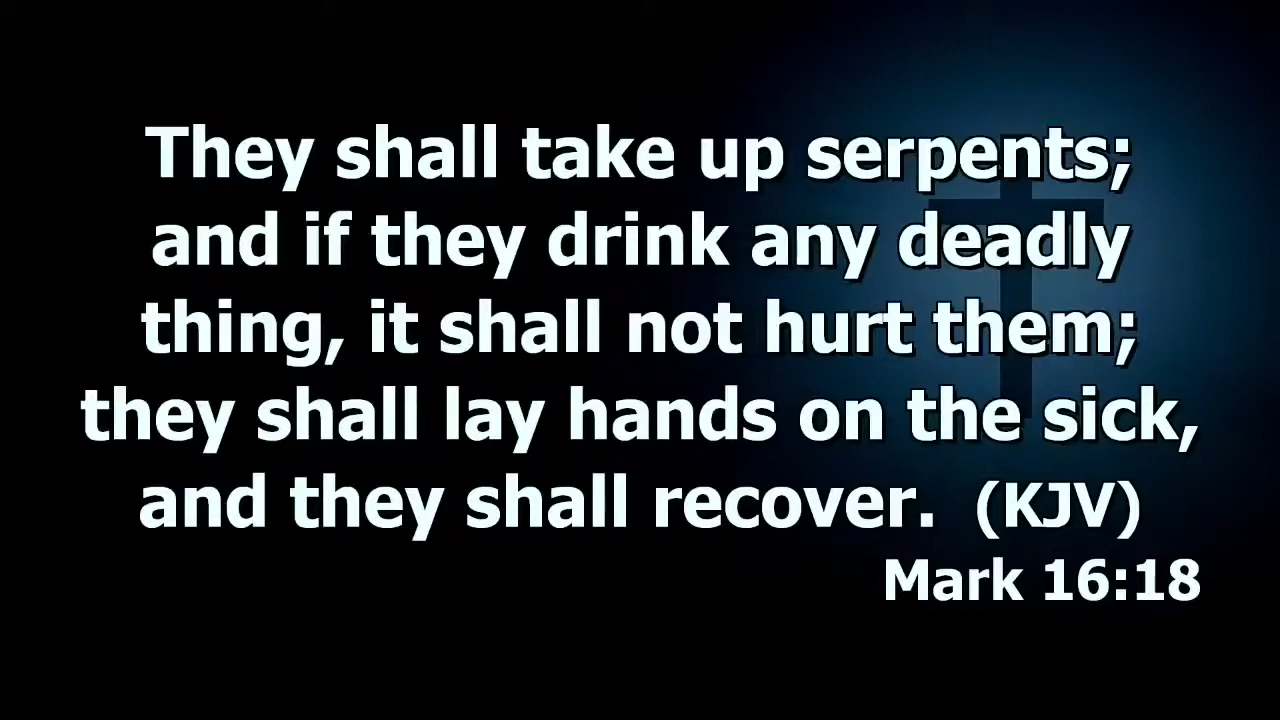 They shall take up serpents;
and if they drink any deadly
thing, it shall not hurt them;
they shall lay hands on the sick,
and they shall recover.  (KJV)
Mark 16:18